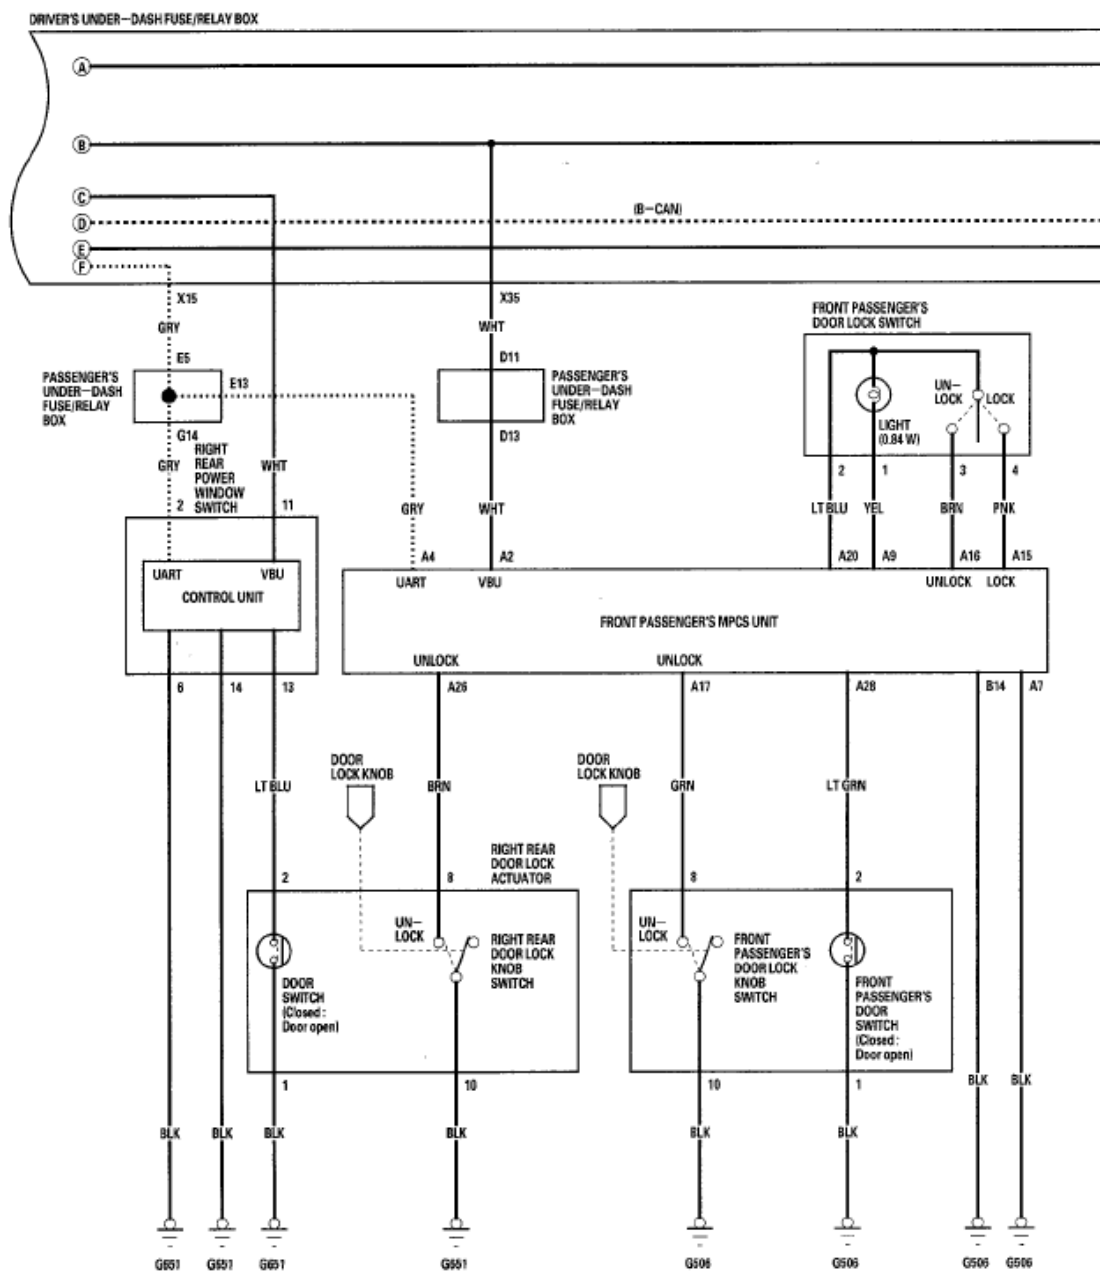 DRIVER'S UNDER–DASH FUSE/RELAY BOX
A
B
C
D
(B–CAN)
E
F
X15
X35
GRY
WHT
E5
D11
PASSENGER'S
UNDER–DASH
FUSE/RELAY
BOX
E13
G14
PASSENGER'S
UNDER–DASH
FUSE/RELAY
BOX
D13
FRONT PASSENGER'S
DOOR LOCK SWITCH
UN–
LOCK
LOCK
LIGHT
(0.84 W)
2
1
3
4
LT BLU
YEL
BRN
PNK
A20
A9
A16
A15
GRY
RIGHT
REAR
POWER
WINDOW
SWITCH
WHT
2
11
GRY
WHT
A4
A2
UART
VBU
CONTROL UNIT
UART
VBU
UNLOCK
LOCK
FRONT PASSENGER'S MPCS UNIT
UNLOCK
UNLOCK
6
14
13
A26
A17
A28
B14
A7
LT BLU
DOOR
LOCK KNOB
BRN
DOOR
LOCK KNOB
GRN
LT GRN
RIGHT REAR
DOOR LOCK
ACTUATOR
2
8
8
2
UN–
LOCK
RIGHT REAR
DOOR LOCK
KNOB
SWITCH
DOOR
SWITCH
(Closed :
Door open)
UN–
LOCK
FRONT
PASSENGER'S
DOOR LOCK
KNOB
SWITCH
FRONT
PASSENGER'S
DOOR
SWITCH
(Closed :
Door open)
1
10
10
1
BLK
BLK
BLK
BLK
BLK
BLK
BLK
BLK
G651
G651
G651
G651
G506
G506
G506
G506